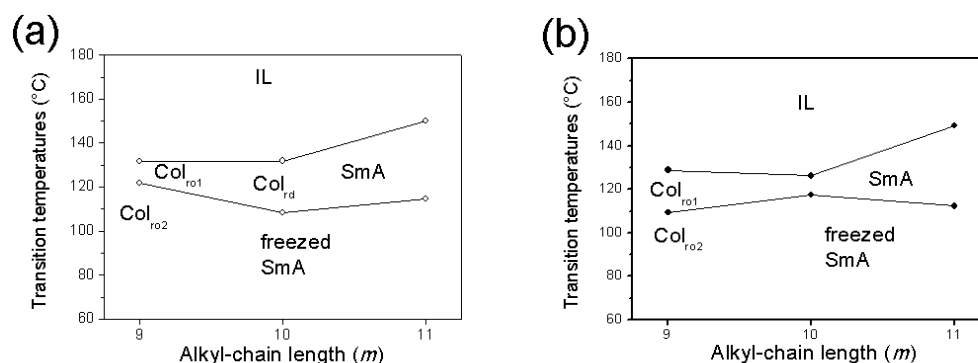 (a)
Transition temperatures (°C)
180
160
140
120
100
80
60
IL
Col_ro1
Col_rd
SmA
Col_ro2
freezed
SmA
9
10
11
Alkyl-chain length (m)
(b)
Transition temperatures (°C)
180
160
140
120
100
80
60
IL
SmA
Col_ro1
Col_ro2
freezed
SmA
9
10
11
Alkyl-chain length (m)